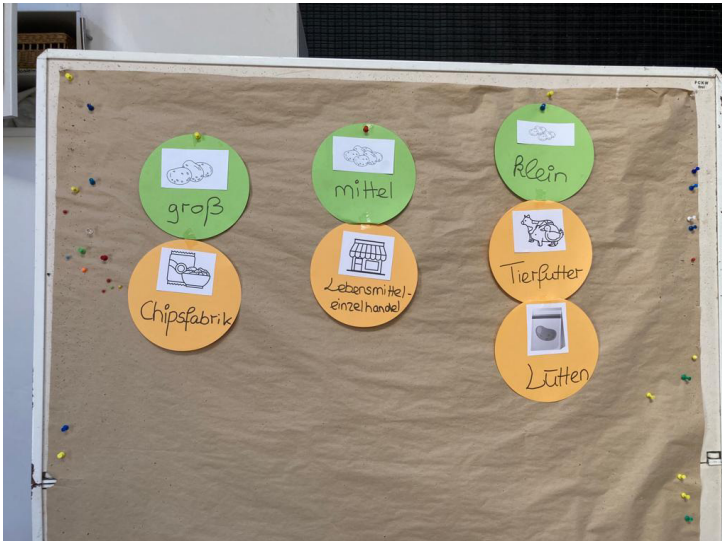 groß
Chipsfabrik
mittel
Lebensmittel-
einzelhandel
klein
Tierfutter
Lütten